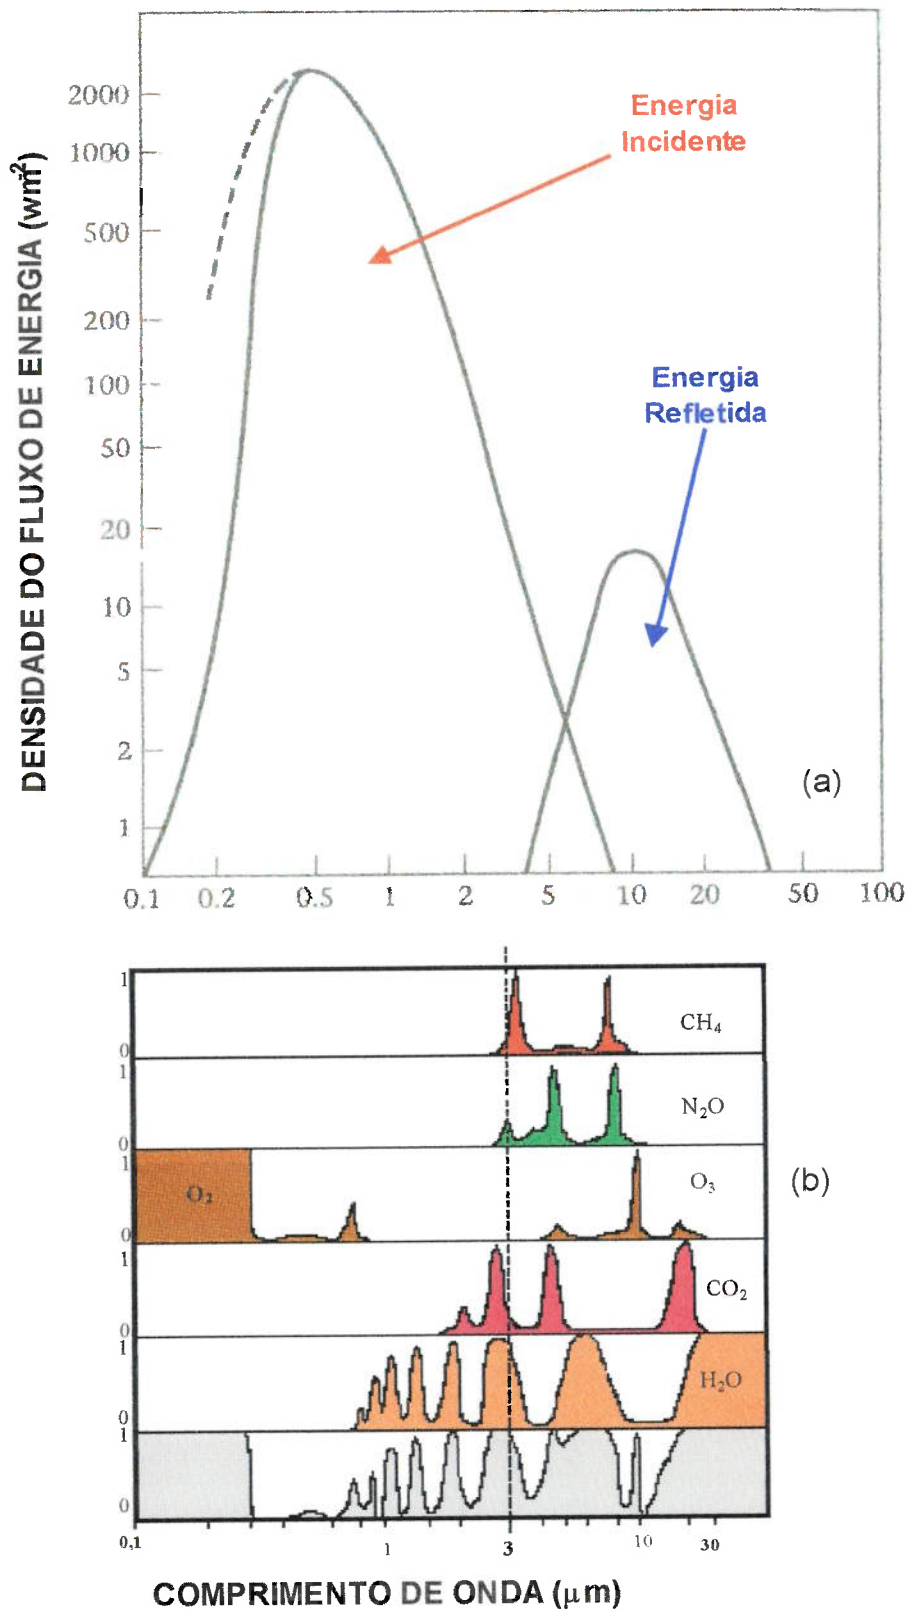 DENSIDADE DO FLUXO DE ENERGIA (wm²)
2000
1000
500
200
100
50
20
10
5
2
1
Energia
Incidente
Energia
Refletida
(a)
0.1 0.2 0.5 1 2 5 10 20 50 100
1
CH₄
0
1
N₂O
0
1
O₂
O₃
(b)
0
1
CO₂
0
1
H₂O
0
1
0
0,1 1 3 10 30
COMPRIMENTO DE ONDA (μm)